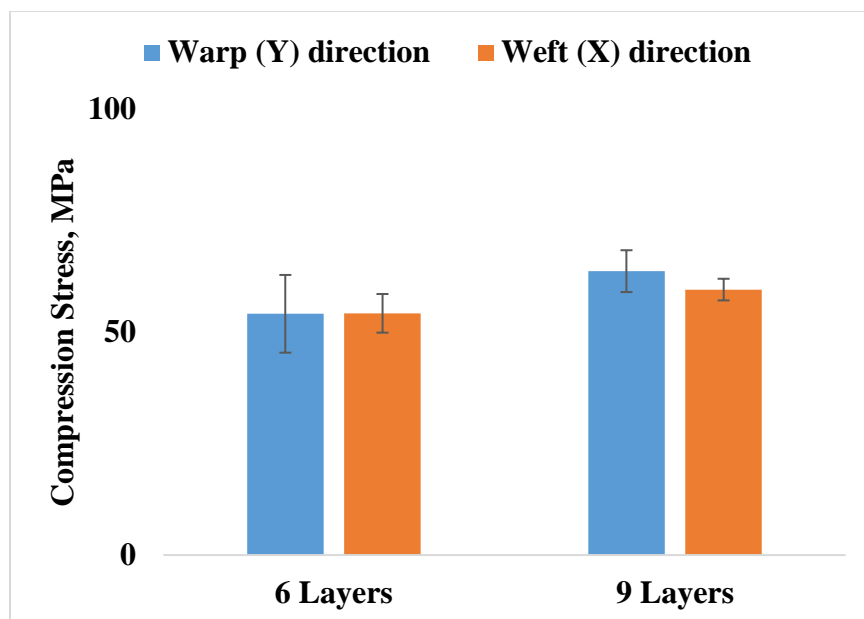 Warp (Y) direction Weft (X) direction
Compression Stress, MPa
100
50
0
6 Layers 9 Layers